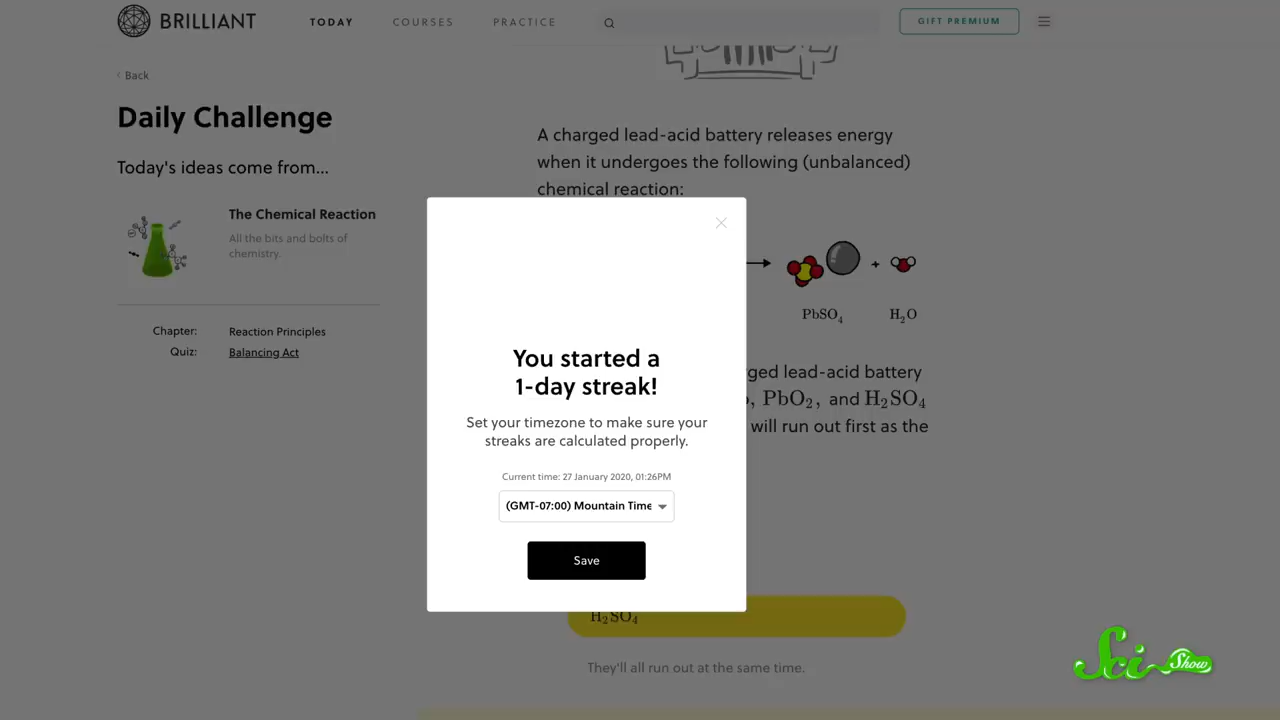 BRILLIANT
TODAY
COURSES
PRACTICE
GIFT PREMIUM
‹ Back
Daily Challenge
Today's ideas come from...
The Chemical Reaction
All the bits and bolts of
chemistry.
Chapter: Reaction Principles
Quiz: Balancing Act
A charged lead-acid battery releases energy
when it undergoes the following (unbalanced)
chemical reaction:
+
PbSO₄ H₂O
ged lead-acid battery
, PbO₂, and H₂SO₄
will run out first as the
You started a
1-day streak!
Set your timezone to make sure your
streaks are calculated properly.
Current time: 27 January 2020, 01:26PM
(GMT-07:00) Mountain Time
Save
H₂SO₄
They'll all run out at the same time.
SciShow